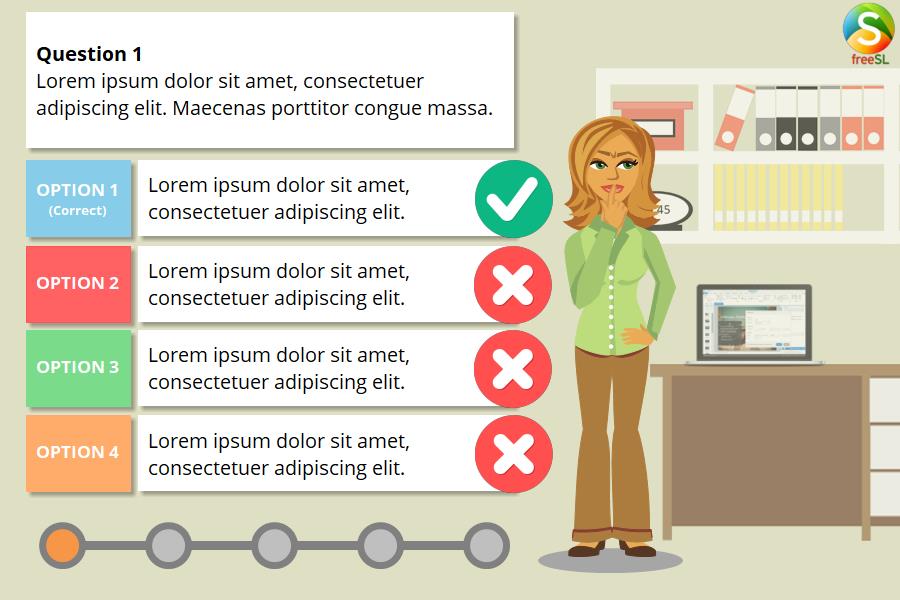 Question 1
Lorem ipsum dolor sit amet, consectetuer
adipiscing elit. Maecenas porttitor congue massa.
OPTION 1
(Correct)
Lorem ipsum dolor sit amet,
consectetuer adipiscing elit.
OPTION 2
Lorem ipsum dolor sit amet,
consectetuer adipiscing elit.
OPTION 3
Lorem ipsum dolor sit amet,
consectetuer adipiscing elit.
OPTION 4
Lorem ipsum dolor sit amet,
consectetuer adipiscing elit.
S
freeSL
45